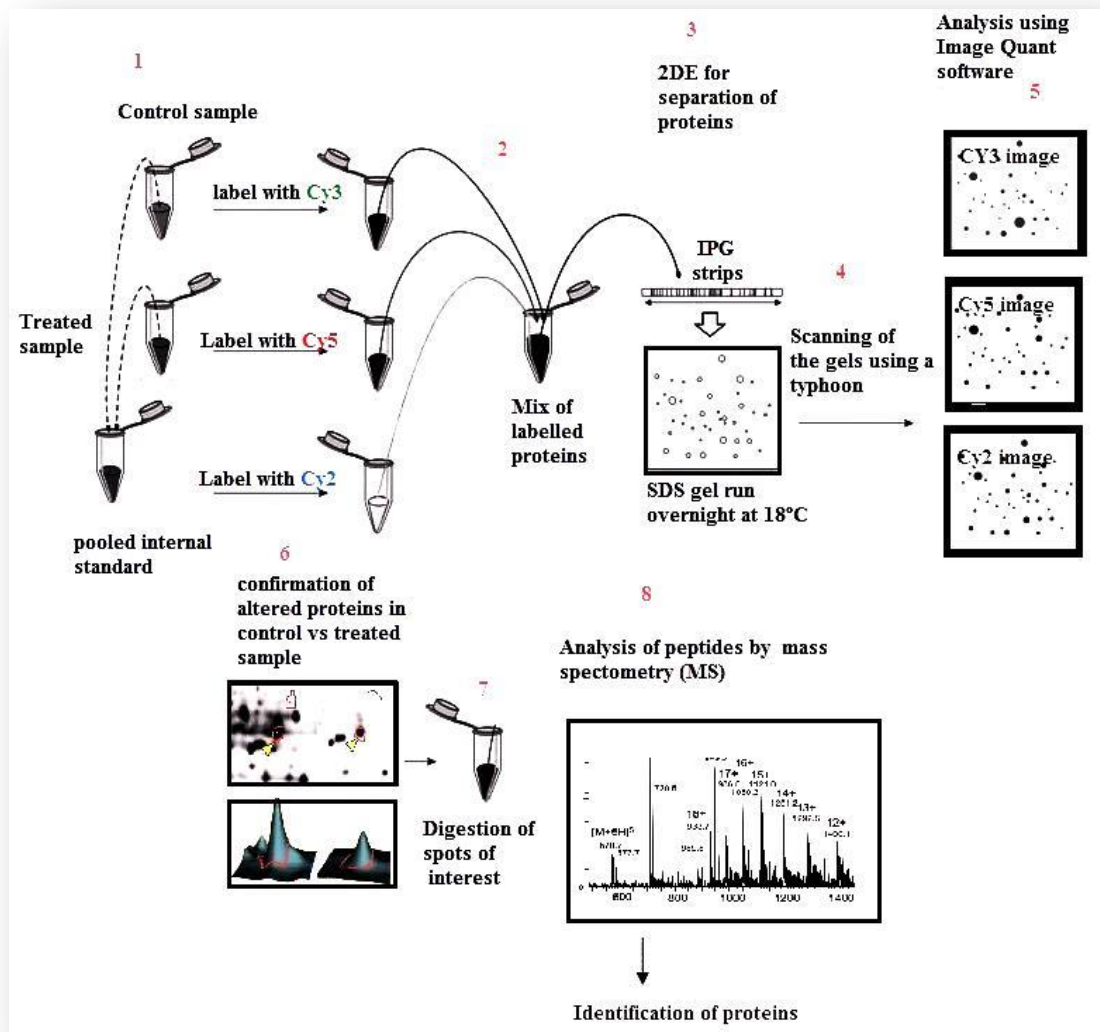 1
Control sample
label with Cy3
Treated
sample
Label with Cy5
Label with Cy2
pooled internal
standard
2
Mix of
labelled
proteins
3
2DE for
separation of
proteins
IPG
strips
SDS gel run
overnight at 18°C
4
Scanning of
the gels using a
typhoon
Analysis using
Image Quant
software
5
CY3 image
Cy5 image
Cy2 image
6
confirmation of
altered proteins in
control vs treated
sample
7
Digestion of
spots of
interest
8
Analysis of peptides by mass
spectometry (MS)
16+
17+
15+
14+
13+
12+
[M+6H]
600
800
1000
1200
1400
Identification of proteins